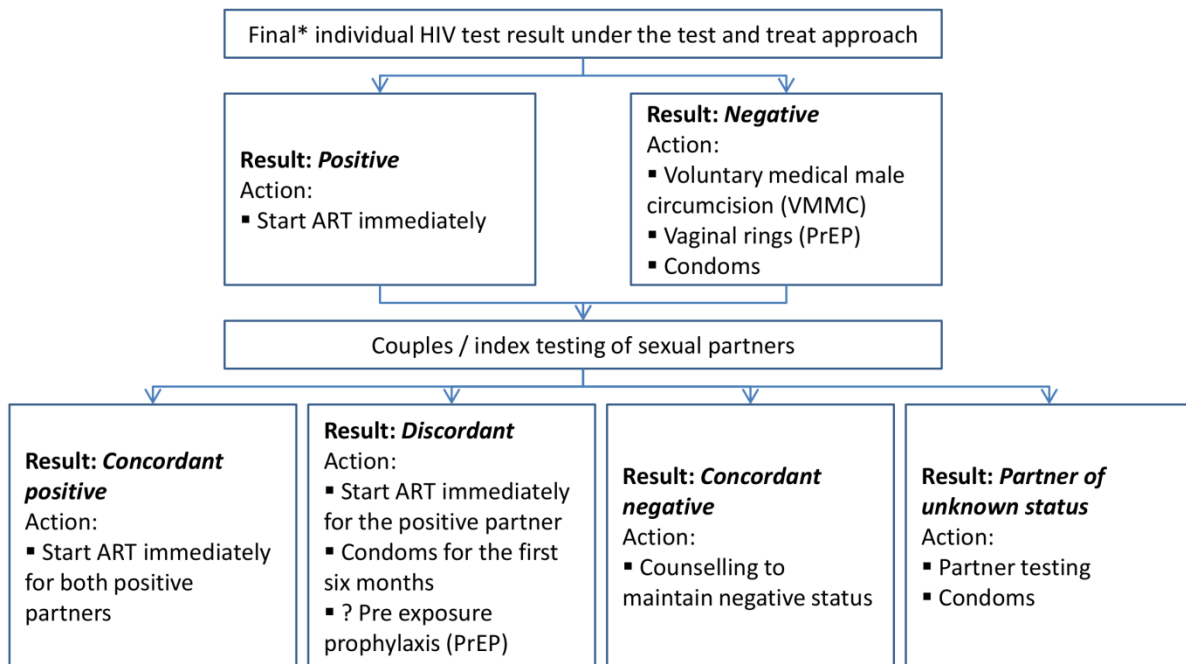 Final* individual HIV test result under the test and treat approach
Result: Positive
Action:
▪ Start ART immediately
Result: Negative
Action:
▪ Voluntary medical male
circumcision (VMMC)
▪ Vaginal rings (PrEP)
▪ Condoms
Couples / index testing of sexual partners
Result: Concordant
positive
Action:
▪ Start ART immediately
for both positive
partners
Result: Discordant
Action:
▪ Start ART immediately
for the positive partner
▪ Condoms for the first
six months
▪ ? Pre exposure
prophylaxis (PrEP)
Result: Concordant
negative
Action:
▪ Counselling to
maintain negative status
Result: Partner of
unknown status
Action:
▪ Partner testing
▪ Condoms